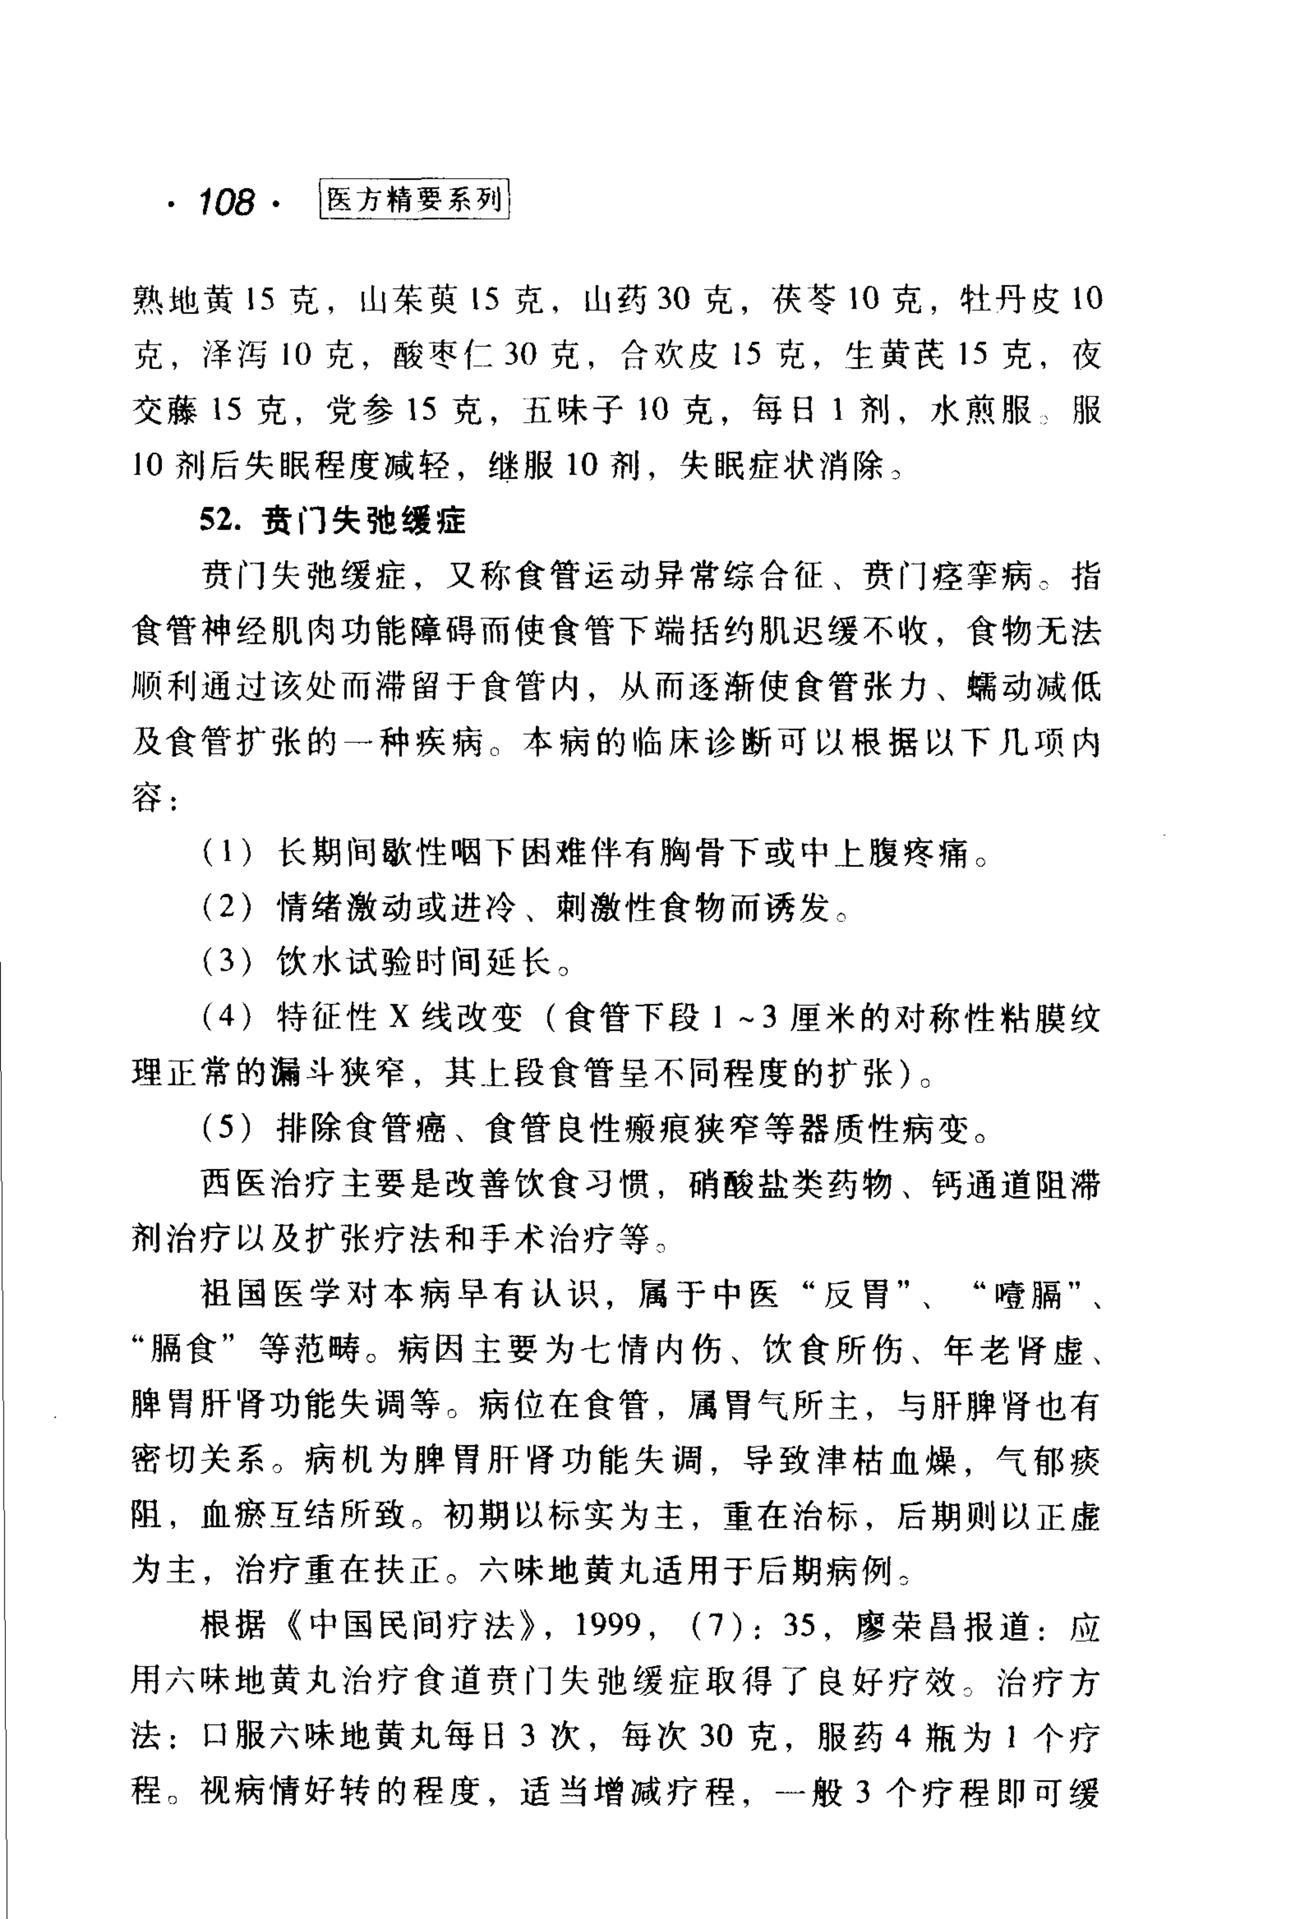 · 108 · 医方精要系列
熟地黄 15 克，山茱萸 15 克，山药 30 克，茯苓 10 克，牡丹皮 10
克，泽泻 10 克，酸枣仁 30 克，合欢皮 15 克，生黄芪 15 克，夜
交藤 15 克，党参 15 克，五味子 10 克，每日 1 剂，水煎服。服
10 剂后失眠程度减轻，继服 10 剂，失眠症状消除。
52. 贲门失弛缓症
贲门失弛缓症，又称食管运动异常综合征、贲门痉挛病。指
食管神经肌肉功能障碍而使食管下端括约肌迟缓不收，食物无法
顺利通过该处而滞留于食管内，从而逐渐使食管张力、蠕动减低
及食管扩张的一种疾病。本病的临床诊断可以根据以下几项内
容：
（1）长期间歇性咽下困难伴有胸骨下或中上腹疼痛。
（2）情绪激动或进冷、刺激性食物而诱发。
（3）饮水试验时间延长。
（4）特征性 X 线改变（食管下段 1 ~ 3 厘米的对称性粘膜纹
理正常的漏斗狭窄，其上段食管呈不同程度的扩张）。
（5）排除食管癌、食管良性瘢痕狭窄等器质性病变。
西医治疗主要是改善饮食习惯，硝酸盐类药物、钙通道阻滞
剂治疗以及扩张疗法和手术治疗等。
祖国医学对本病早有认识，属于中医“反胃”、“噎膈”、
“膈食”等范畴。病因主要为七情内伤、饮食所伤、年老肾虚、
脾胃肝肾功能失调等。病位在食管，属胃气所主，与肝脾肾也有
密切关系。病机为脾胃肝肾功能失调，导致津枯血燥，气郁痰
阻，血瘀互结所致。初期以标实为主，重在治标，后期则以正虚
为主，治疗重在扶正。六味地黄丸适用于后期病例。
根据《中国民间疗法》，1999，（7）：35，廖荣昌报道：应
用六味地黄丸治疗食道贲门失弛缓症取得了良好疗效。治疗方
法：口服六味地黄丸每日 3 次，每次 30 克，服药 4 瓶为 1 个疗
程。视病情好转的程度，适当增减疗程，一般 3 个疗程即可缓